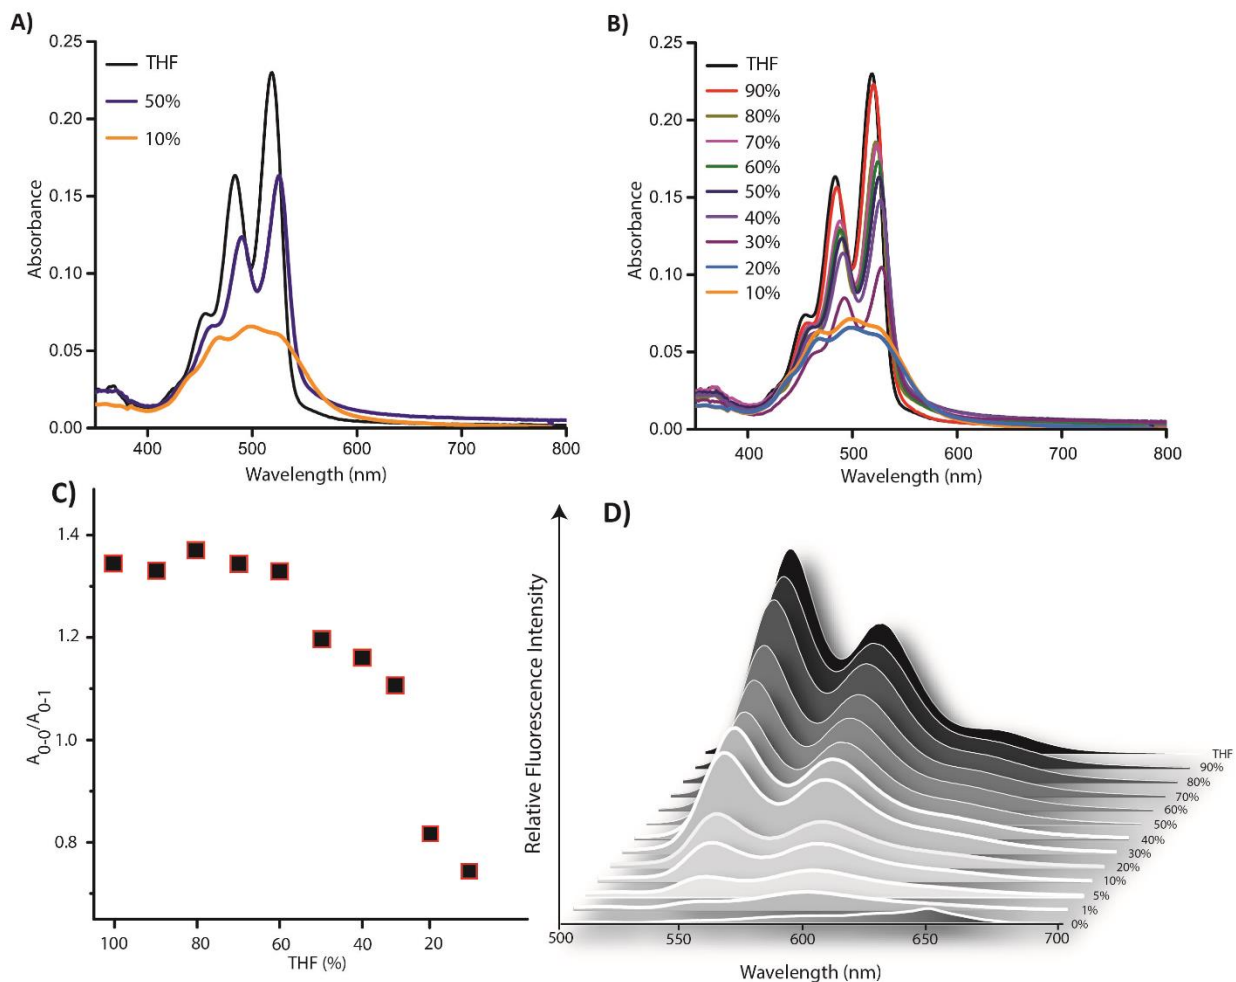 A)
0.25
0.20
0.15
0.10
0.05
0.00
Absorbance
THF
50%
10%
400 500 600 700 800
Wavelength (nm)
B)
0.25
0.20
0.15
0.10
0.05
0.00
Absorbance
THF
90%
80%
70%
60%
50%
40%
30%
20%
10%
400 500 600 700 800
Wavelength (nm)
C)
1.4
1.2
1.0
0.8
A0-0/A0-1
100 80 60 40 20
THF (%)
D)
Relative Fluorescence Intensity
THF
90%
80%
70%
60%
50%
40%
30%
20%
10%
5%
1%
0%
500 550 600 650 700
Wavelength (nm)